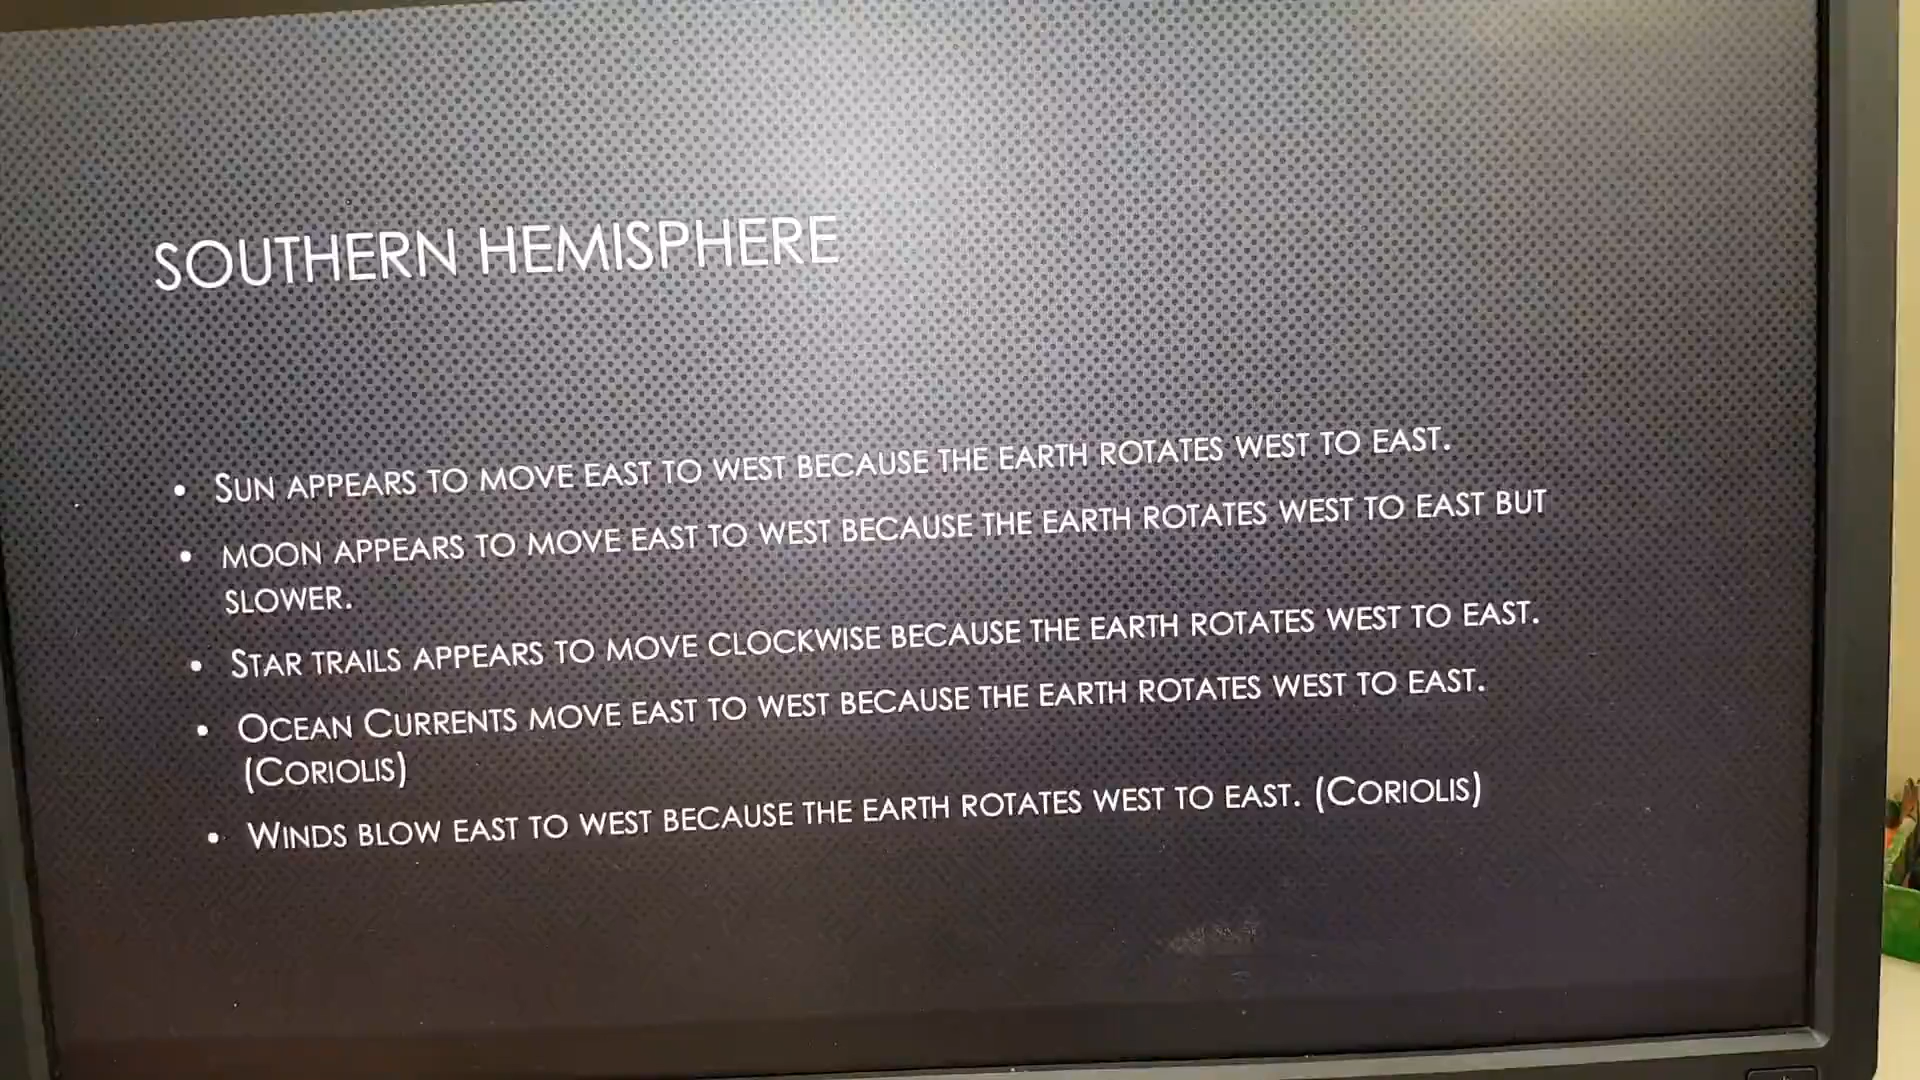 SOUTHERN HEMISPHERE
• SUN APPEARS TO MOVE EAST TO WEST BECAUSE THE EARTH ROTATES WEST TO EAST.
• MOON APPEARS TO MOVE EAST TO WEST BECAUSE THE EARTH ROTATES WEST TO EAST BUT
SLOWER.
• STAR TRAILS APPEARS TO MOVE CLOCKWISE BECAUSE THE EARTH ROTATES WEST TO EAST.
• OCEAN CURRENTS MOVE EAST TO WEST BECAUSE THE EARTH ROTATES WEST TO EAST.
(CORIOLIS)
• WINDS BLOW EAST TO WEST BECAUSE THE EARTH ROTATES WEST TO EAST. (CORIOLIS)